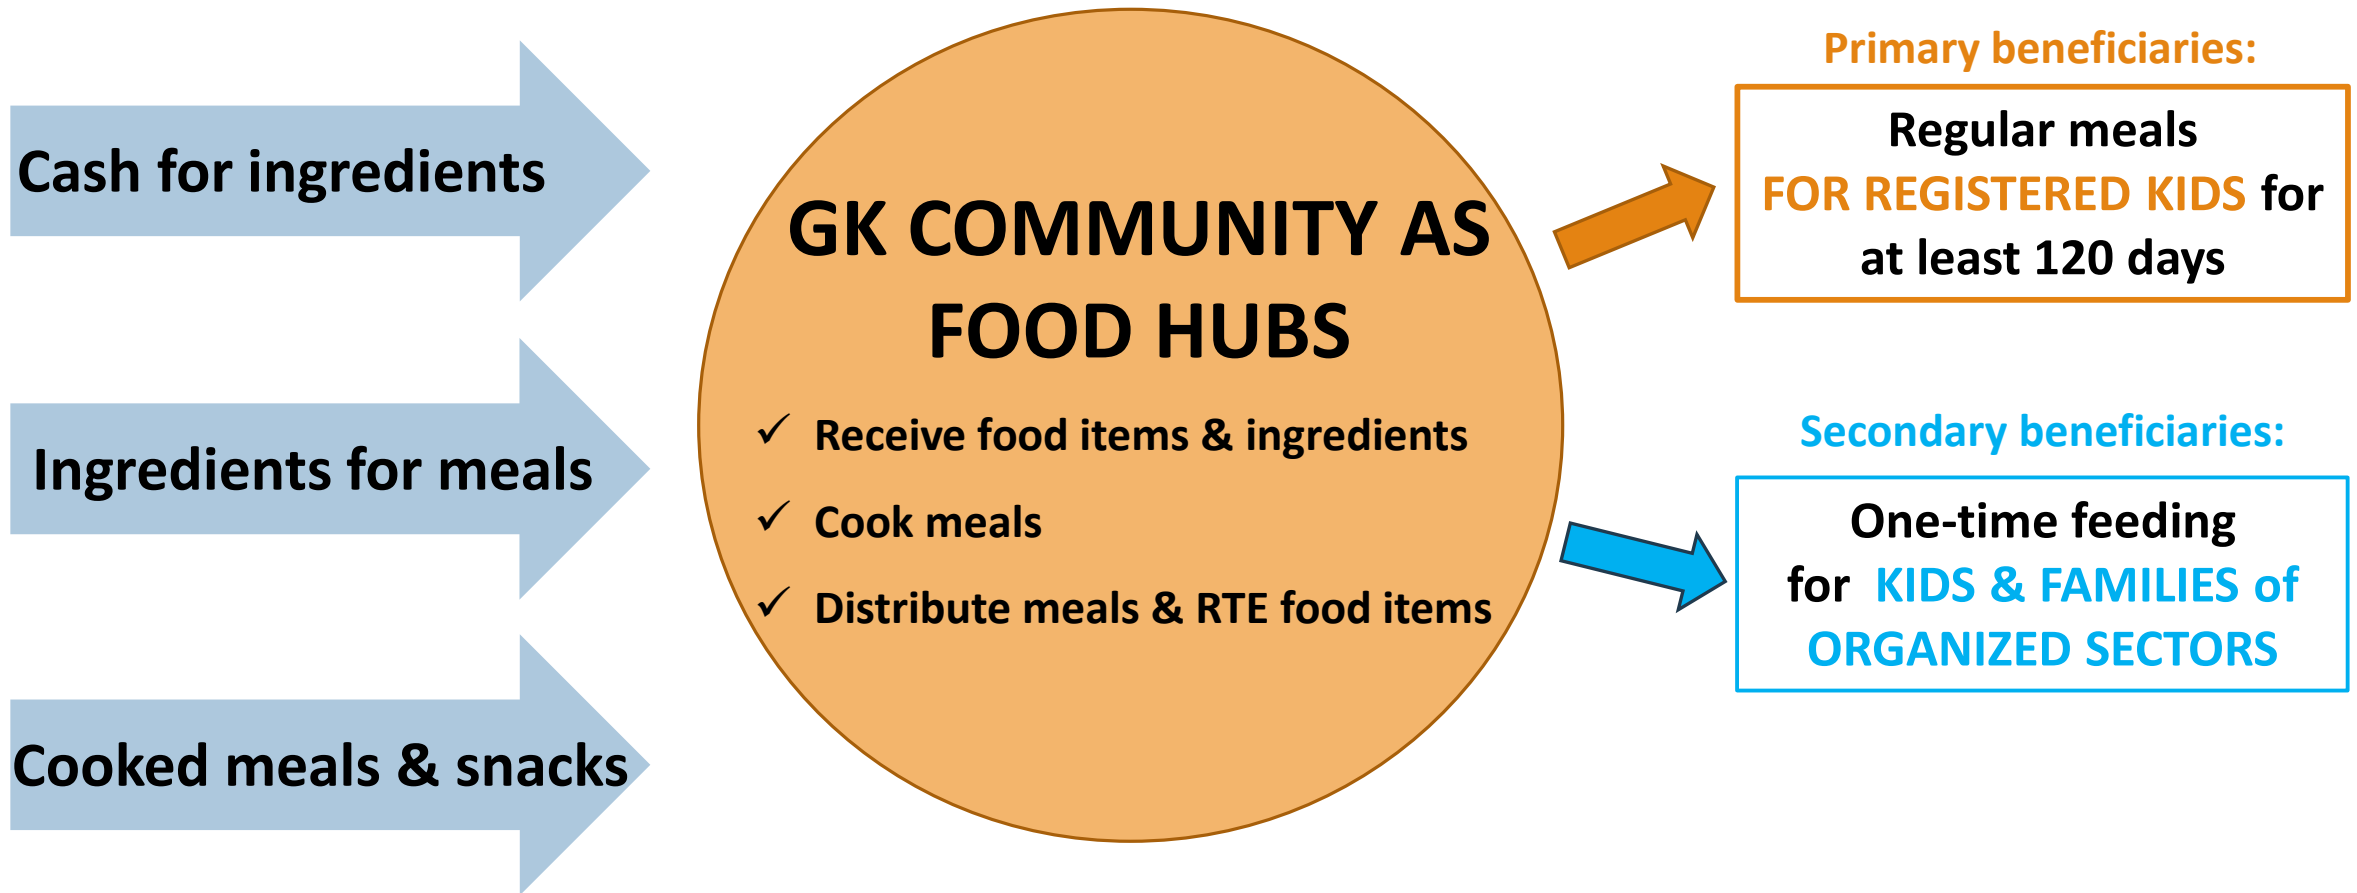 Cash for ingredients
Ingredients for meals
Cooked meals & snacks
GK COMMUNITY AS
FOOD HUBS
✓ Receive food items & ingredients
✓ Cook meals
✓ Distribute meals & RTE food items
Primary beneficiaries:
Regular meals
FOR REGISTERED KIDS for
at least 120 days
Secondary beneficiaries:
One-time feeding
for KIDS & FAMILIES of
ORGANIZED SECTORS